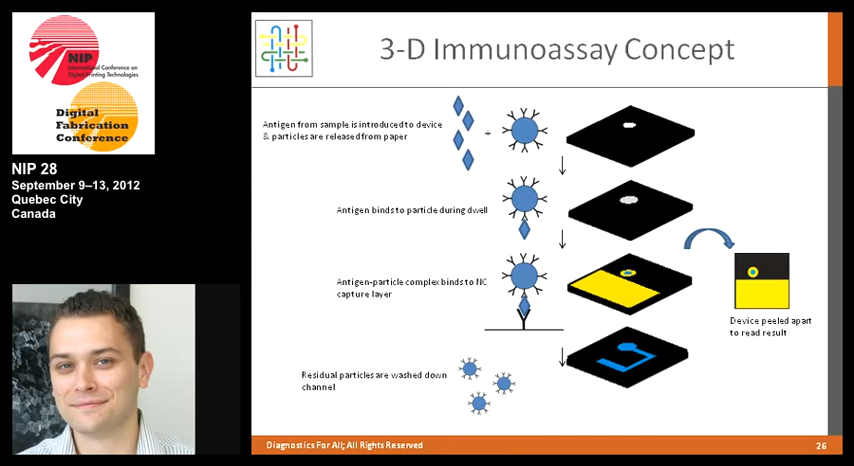 NIP
International Conference on
Digital Printing Technologies
Digital
Fabrication
Conference
NIP 28
September 9–13, 2012
Quebec City
Canada
3-D Immunoassay Concept
Antigen from sample is introduced to device
& particles are released from paper
+
Antigen binds to particle during dwell
Antigen-particle complex binds to NC
capture layer
Device peeled apart
to read result
Residual particles are washed down
channel
Diagnostics For All; All Rights Reserved
26